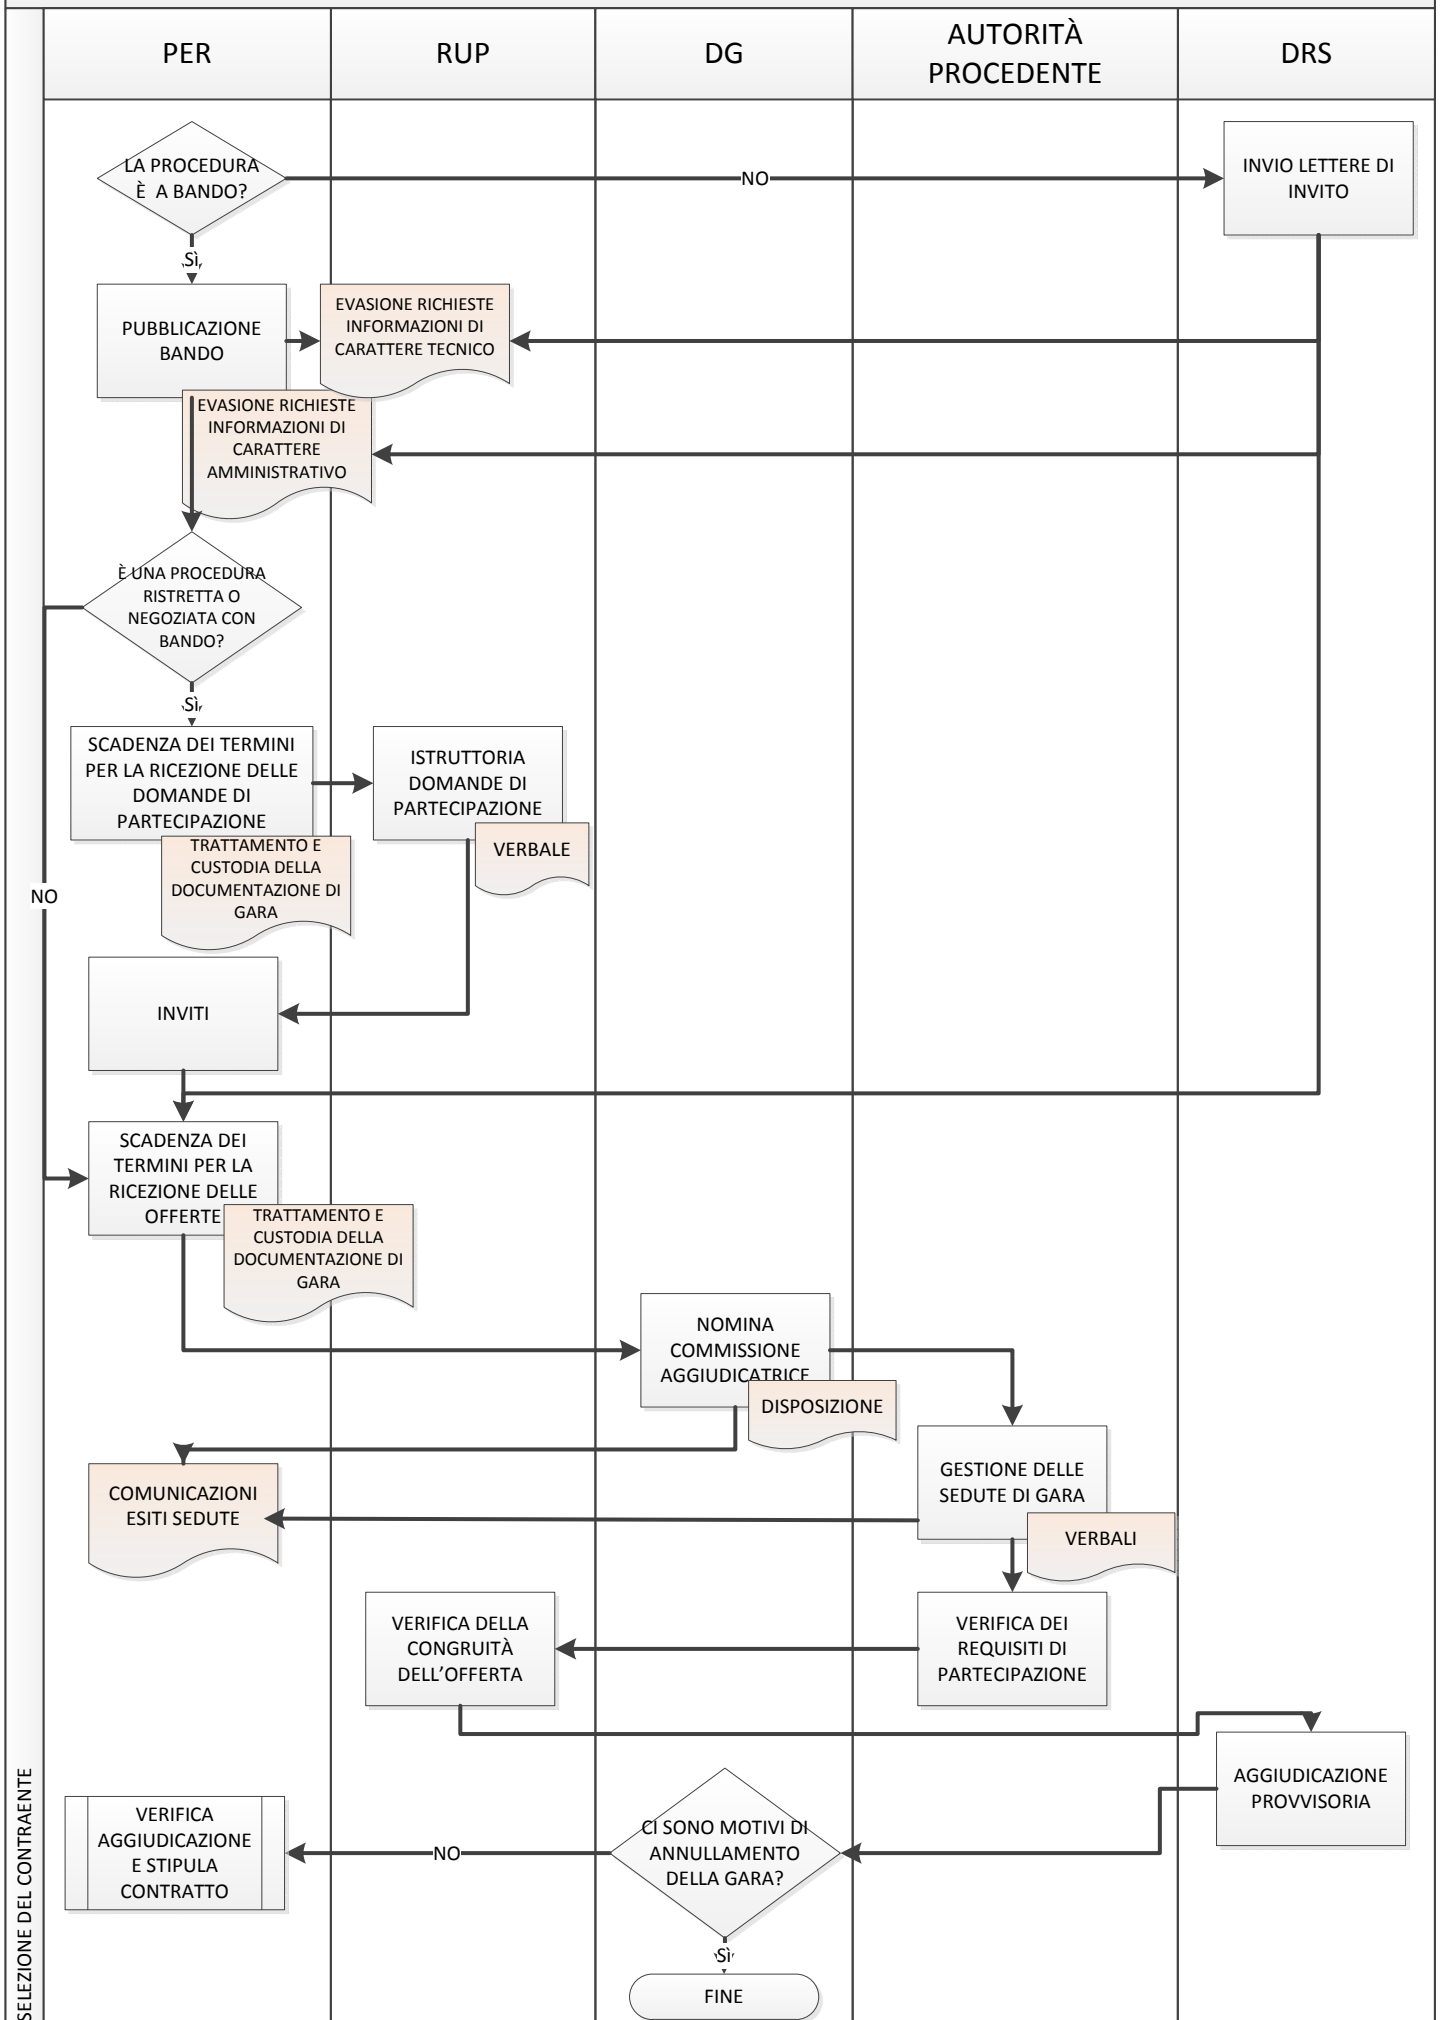 PER
RUP
DG
AUTORITÀ
PROCEDENTE
DRS
LA PROCEDURA
È A BANDO?
NO
INVIO LETTERE DI
INVITO
Sì
PUBBLICAZIONE
BANDO
EVASIONE RICHIESTE
INFORMAZIONI DI
CARATTERE TECNICO
EVASIONE RICHIESTE
INFORMAZIONI DI
CARATTERE
AMMINISTRATIVO
È UNA PROCEDURA
RISTRETTA O
NEGOZIATA CON
BANDO?
Sì
SCADENZA DEI TERMINI
PER LA RICEZIONE DELLE
DOMANDE DI
PARTECIPAZIONE
ISTRUTTORIA
DOMANDE DI
PARTECIPAZIONE
VERBALE
TRATTAMENTO E
CUSTODIA DELLA
DOCUMENTAZIONE DI
GARA
NO
INVITI
SCADENZA DEI
TERMINI PER LA
RICEZIONE DELLE
OFFERTE
TRATTAMENTO E
CUSTODIA DELLA
DOCUMENTAZIONE DI
GARA
NOMINA
COMMISSIONE
AGGIUDICATRICE
DISPOSIZIONE
GESTIONE DELLE
SEDUTE DI GARA
COMUNICAZIONI
ESITI SEDUTE
VERBALI
VERIFICA DELLA
CONGRUITÀ
DELL’OFFERTA
VERIFICA DEI
REQUISITI DI
PARTECIPAZIONE
AGGIUDICAZIONE
PROVVISORIA
VERIFICA
AGGIUDICAZIONE
E STIPULA
CONTRATTO
NO
CI SONO MOTIVI DI
ANNULLAMENTO
DELLA GARA?
Sì
FINE
SELEZIONE DEL CONTRAENTE